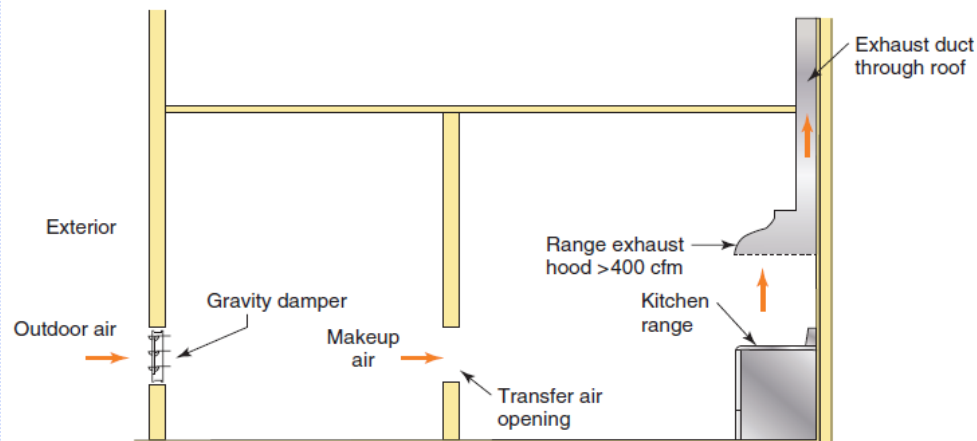 Exhaust duct
through roof
Exterior
Range exhaust
hood >400 cfm
Gravity damper
Kitchen
range
Outdoor air
Makeup
air
Transfer air
opening